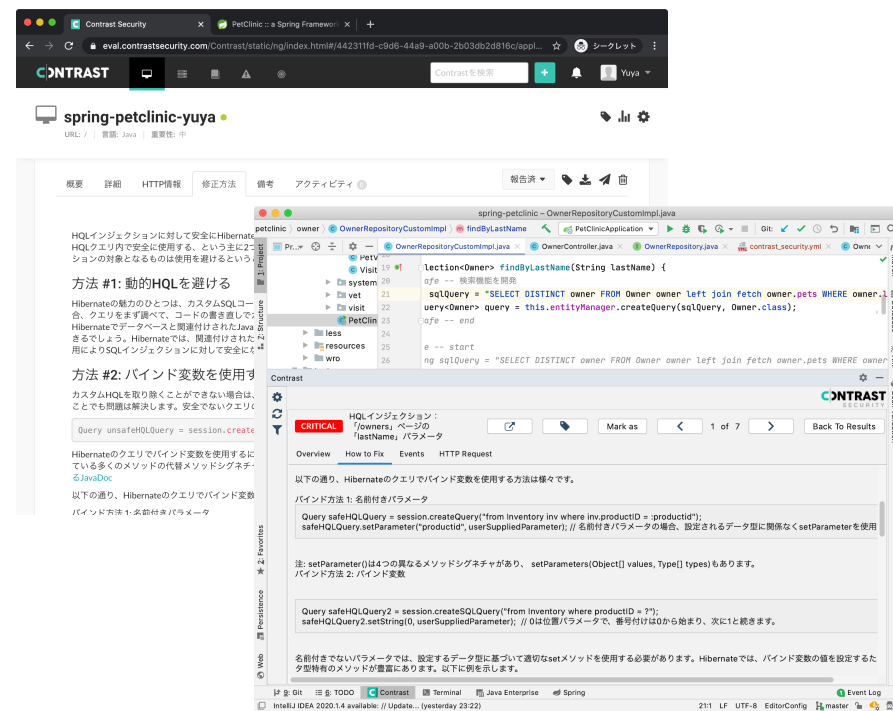 Contrast Security
PetClinic :: a Spring Framewor
eval.contrastsecurity.com/Contrast/static/ng/index.html#/442311fd-c9d6-44a9-a00b-2b03db2d816c/appl...
シークレット
CONTRAST
Contrastを検索
Yuya
spring-petclinic-yuya
URL: / | 言語: Java | 重要性: 中
概要 詳細 HTTP情報 修正方法 備考 アクティビティ 0
報告済
HQLインジェクションに対して安全にHibernate
HQLクエリ内で安全に使用する、という主に2つ
ションの対象となるものは使用を避けるという
方法 #1: 動的HQLを避ける
Hibernateの魅力のひとつは、カスタムSQLコー
合、クエリをまず調べて、コードの書き直しで
Hibernateでデータベースと関連付けされたJava
きるでしょう。Hibernateでは、関連付けされた
用によりSQLインジェクションに対して安全に
方法 #2: バインド変数を使用す
カスタムHQLを取り除くことができない場合は、
ことでも問題は解決します。安全でないクエリの
Query unsafeHQLQuery = session.create
Hibernateのクエリでバインド変数を使用するに
ている多くのメソッドの代替メソッドシグネチャ
るJavaDoc
以下の通り、Hibernateのクエリでバインド変数
バインド方法 1: 名前付きパラメータ
spring-petclinic – OwnerRepositoryCustomImpl.java
petclinic owner OwnerRepositoryCustomImpl findByLastName
PetClinicApplication
Git:
Pr...
OwnerRepositoryCustomImpl.java
OwnerController.java
OwnerRepository.java
contrast_security.yml
Owne
1: Project
2: Structure
PetV
Visit
system
vet
visit
PetClin
less
resources
wro
19 lection<Owner> findByLastName(String lastName) {
20 afe -- 検索機能を開発
21 sqlQuery = "SELECT DISTINCT owner FROM Owner owner left join fetch owner.pets WHERE owner.l
22 uery<Owner> query = this.entityManager.createQuery(sqlQuery, Owner.class);
23 afe -- end
24
25 e -- start
26 ng sqlQuery = "SELECT DISTINCT owner FROM Owner owner left join fetch owner.pets WHERE owner
Contrast
CONTRAST
SECURITY
CRITICAL
HQLインジェクション：
「/owners」ページの
「lastName」パラメータ
Mark as
1 of 7
Back To Results
Overview How to Fix Events HTTP Request
以下の通り、Hibernateのクエリでバインド変数を使用する方法は様々です。
バインド方法 1: 名前付きパラメータ
Query safeHQLQuery = session.createQuery("from Inventory inv where inv.productID = :productid");
safeHQLQuery.setParameter("productid", userSuppliedParameter); // 名前付きパラメータの場合、設定されるデータ型に関係なくsetParameterを使用
注: setParameter()は4つの異なるメソッドシグネチャがあり、 setParameters(Object[] values, Type[] types)もあります。
バインド方法 2: バインド変数
Query safeHQLQuery2 = session.createSQLQuery("from Inventory where productID = ?");
safeHQLQuery2.setString(0, userSuppliedParameter); // 0は位置パラメータで、番号付けは0から始まり、次に1と続きます。
名前付きでないパラメータでは、設定するデータ型に基づいて適切なsetメソッドを使用する必要があります。Hibernateでは、バインド変数の値を設定するた
タ型特有のメソッドが豊富にあります。以下に例を示します。
2: Favorites
Persistence
Web
9: Git
6: TODO
Contrast
Terminal
Java Enterprise
Spring
1 Event Log
IntelliJ IDEA 2020.1.4 available: // Update... (yesterday 23:22)
21:1 LF UTF-8 EditorConfig master